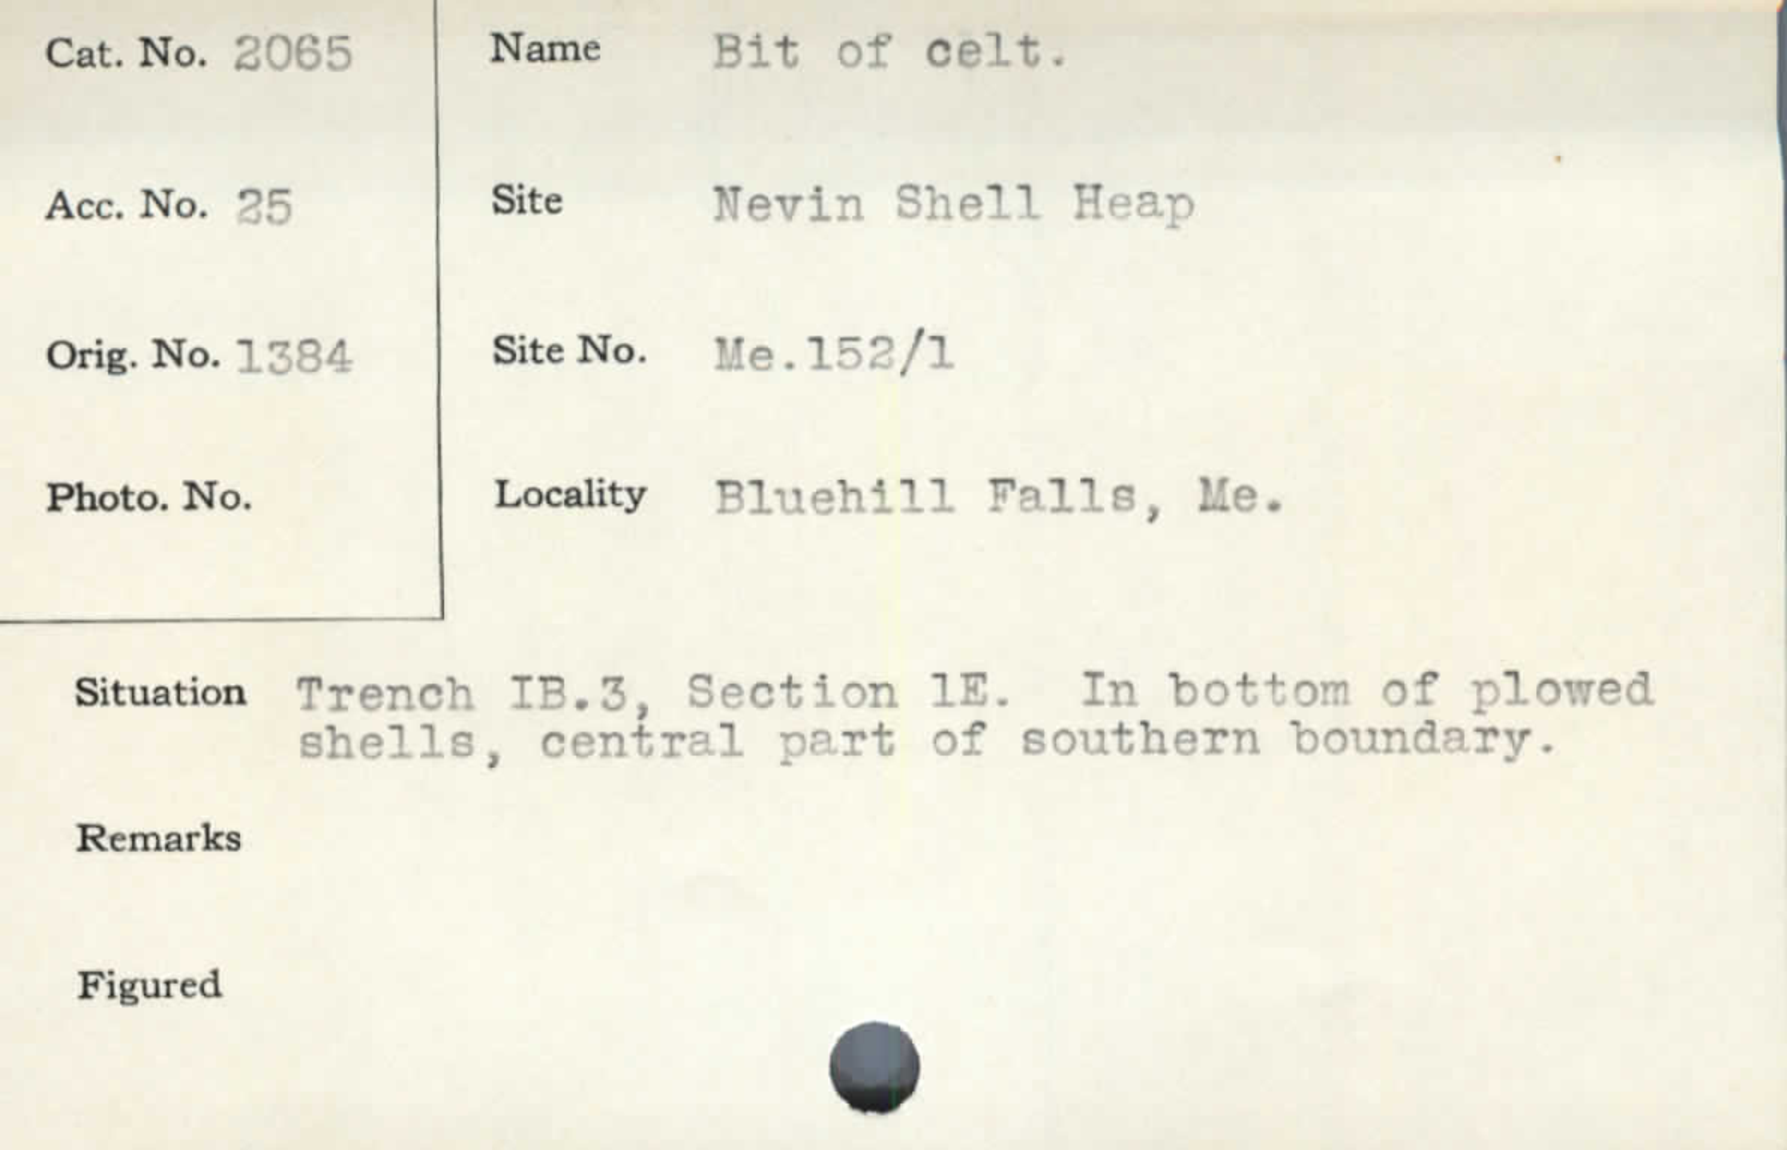 Cat. No. 2065
Name Bit of celt.
Acc. No. 25
Site Nevin Shell Heap
Orig. No. 1384
Site No. Me.152/1
Photo. No.
Locality Bluehill Falls, Me.
Situation Trench IB.3, Section 1E. In bottom of plowed
shells, central part of southern boundary.
Remarks
Figured